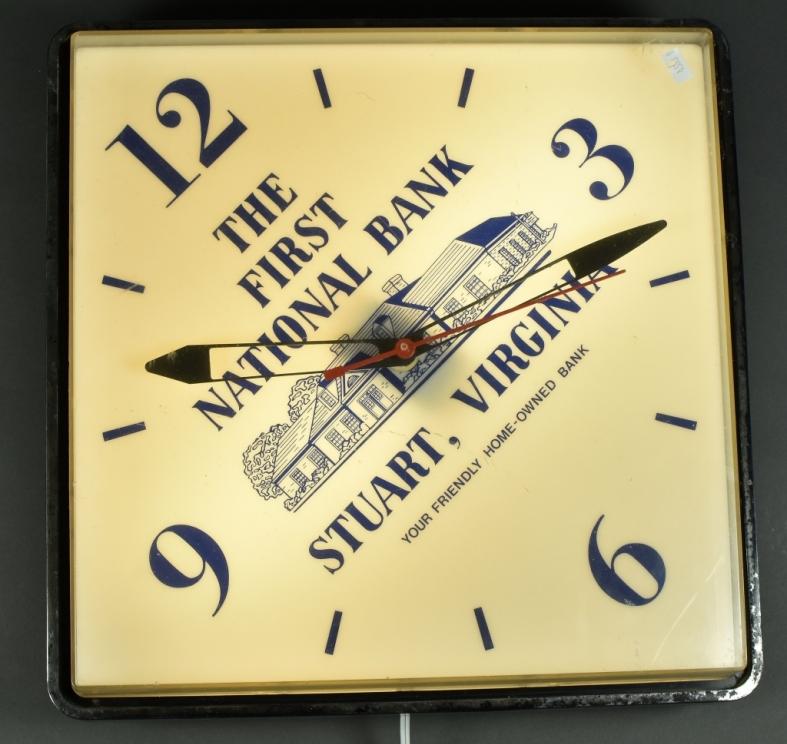 12
3
THE
FIRST
NATIONAL BANK
STUART, VIRGINIA
YOUR FRIENDLY HOME-OWNED BANK
9
6